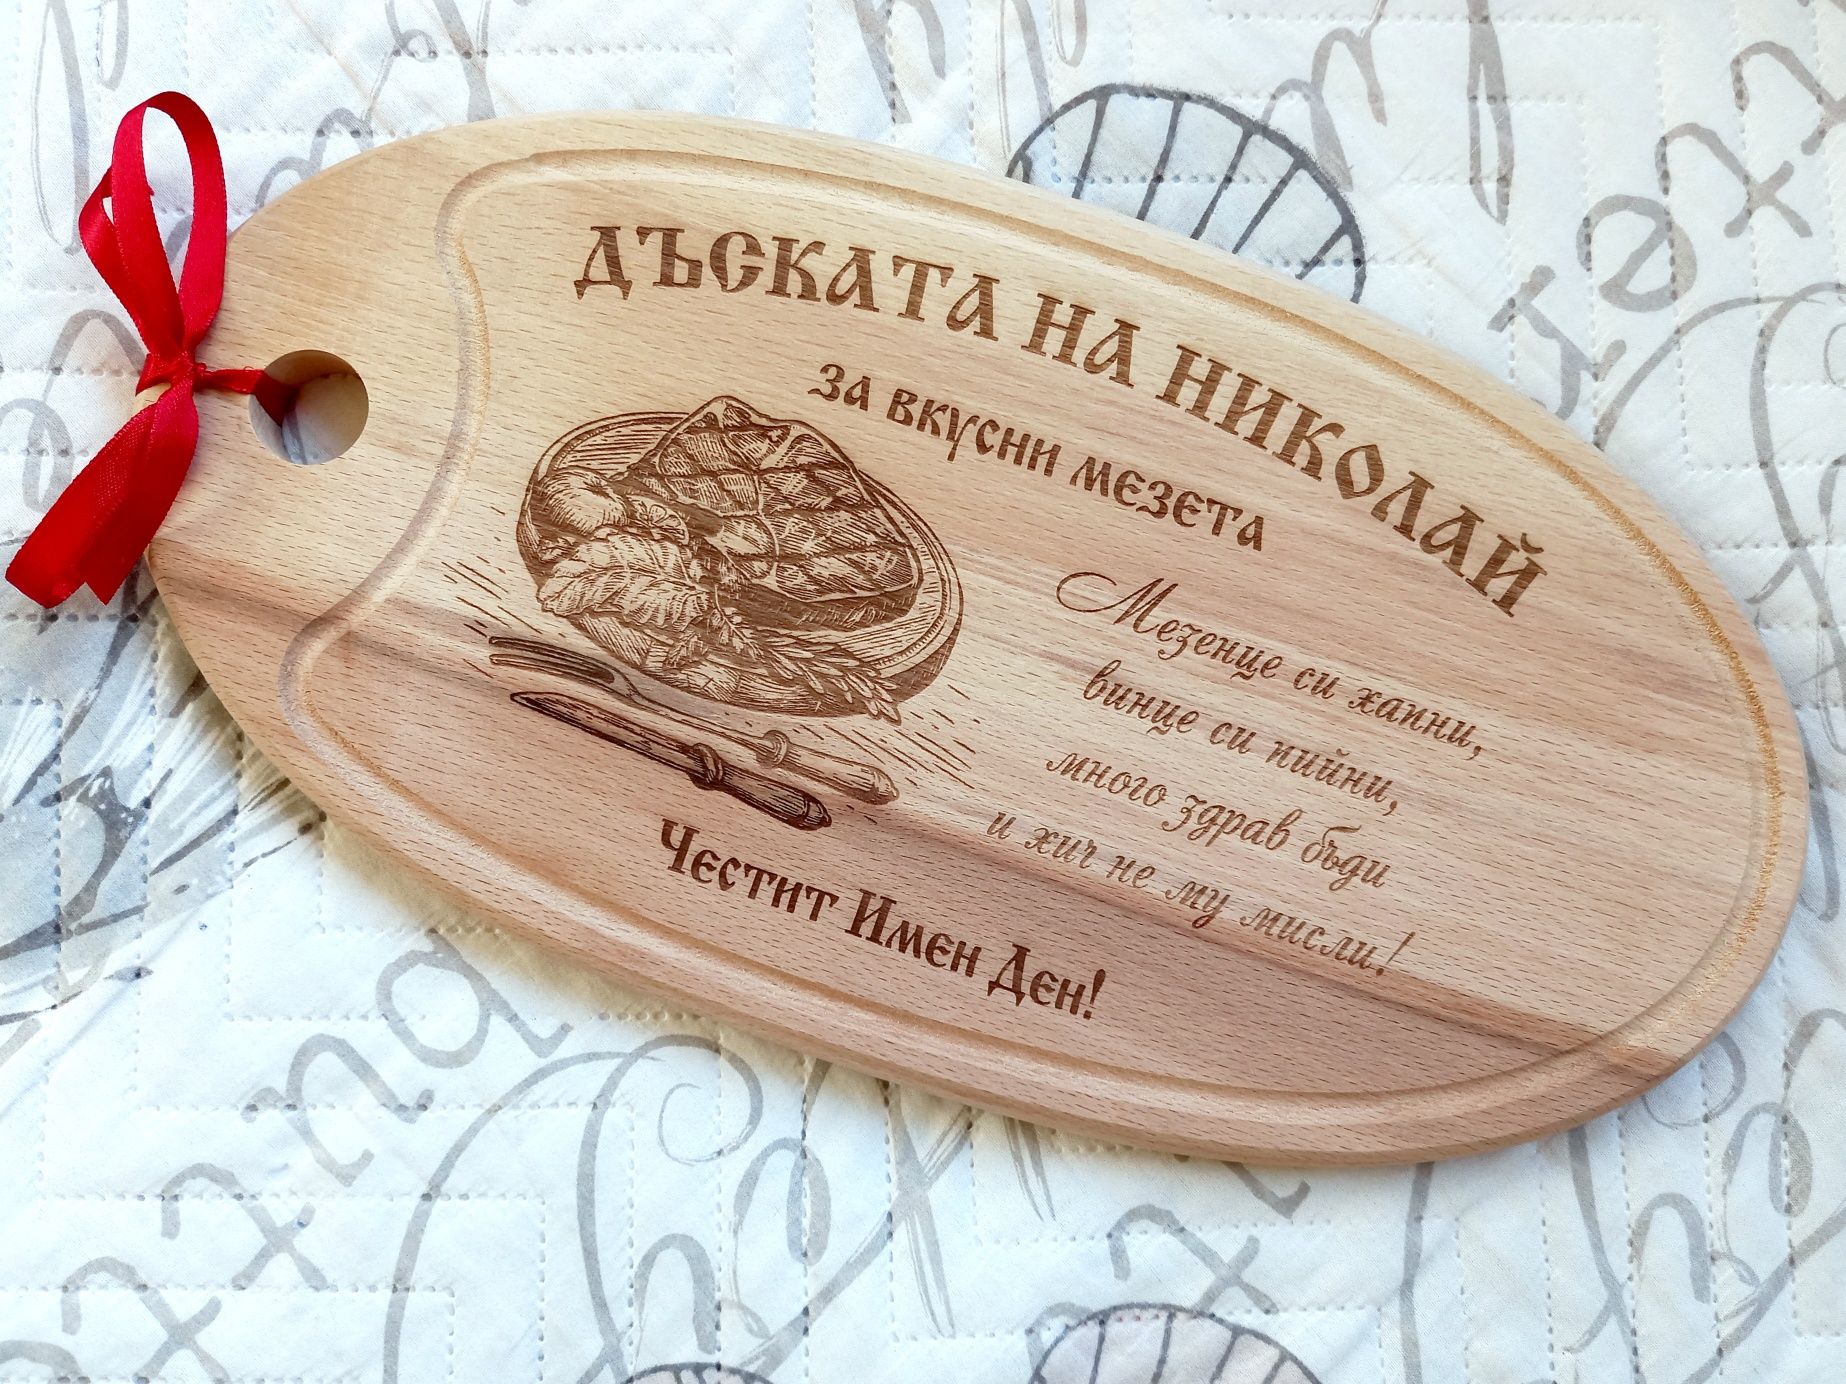 ДЪСКАТА НА НИКОЛАЙ
ЗА ВКУСНИ МЕЗЕТА
Мезенце си хапни,
винце си пийни,
много здрав бъди
и хич не му мисли!
Честит Имен Ден!